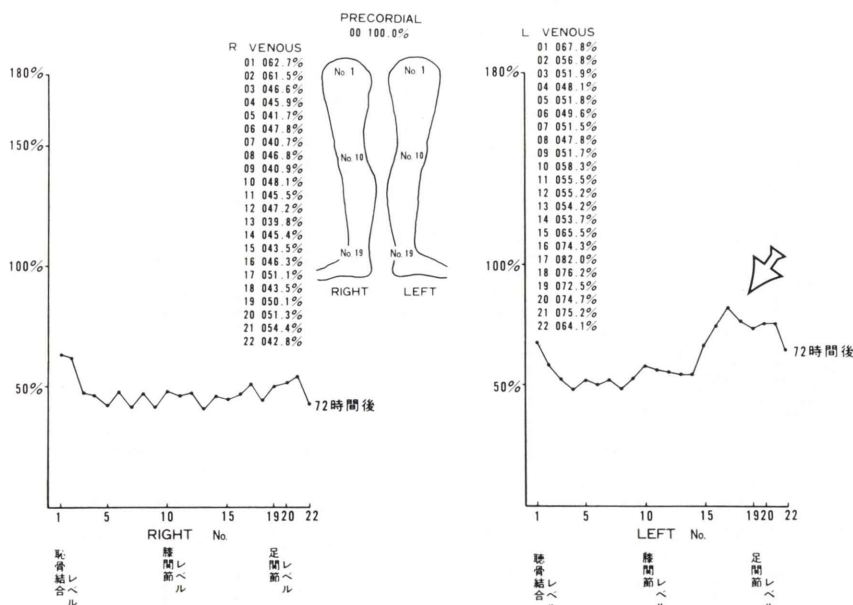 PRECORDIAL
00 100.0%
R VENOUS
01 062.7%
02 061.5%
03 046.6%
04 045.9%
05 041.7%
06 047.8%
07 040.7%
08 046.8%
09 040.9%
10 048.1%
11 045.5%
12 047.2%
13 039.8%
14 045.4%
15 043.5%
16 046.3%
17 051.1%
18 043.5%
19 050.1%
20 051.3%
21 054.4%
22 042.8%
No. 1
No. 1
No. 10
No. 10
No. 19
No. 19
RIGHT
LEFT
180%
150%
100%
50%
72時間後
1 5 10 15 19 20 22
RIGHT No.
恥骨結合レベル
膝関節レベル
足関節レベル
L VENOUS
01 067.8%
02 056.8%
03 051.9%
04 048.1%
05 051.8%
06 049.6%
07 051.5%
08 047.8%
09 051.7%
10 058.3%
11 055.5%
12 055.2%
13 054.2%
14 053.7%
15 065.5%
16 074.3%
17 082.0%
18 076.2%
19 072.5%
20 074.7%
21 075.2%
22 064.1%
180%
100%
50%
72時間後
1 5 10 15 19 20 22
LEFT No.
聴骨結合レベル
膝関節レベル
足関節レベル